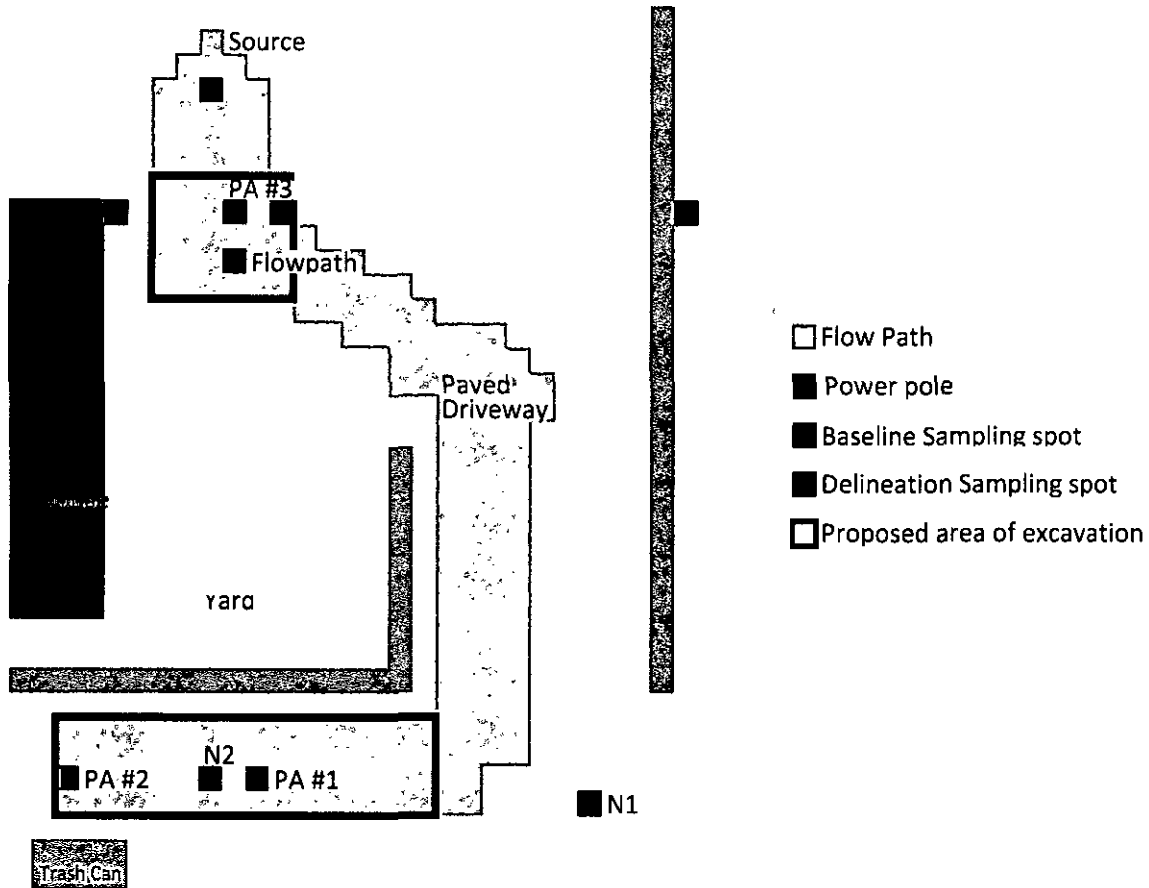 Source
PA #3
Flowpath
Paved
Driveway
Yard
N2
PA #2
PA #1
N1
Trash Can
Flow Path
Power pole
Baseline Sampling spot
Delineation Sampling spot
Proposed area of excavation